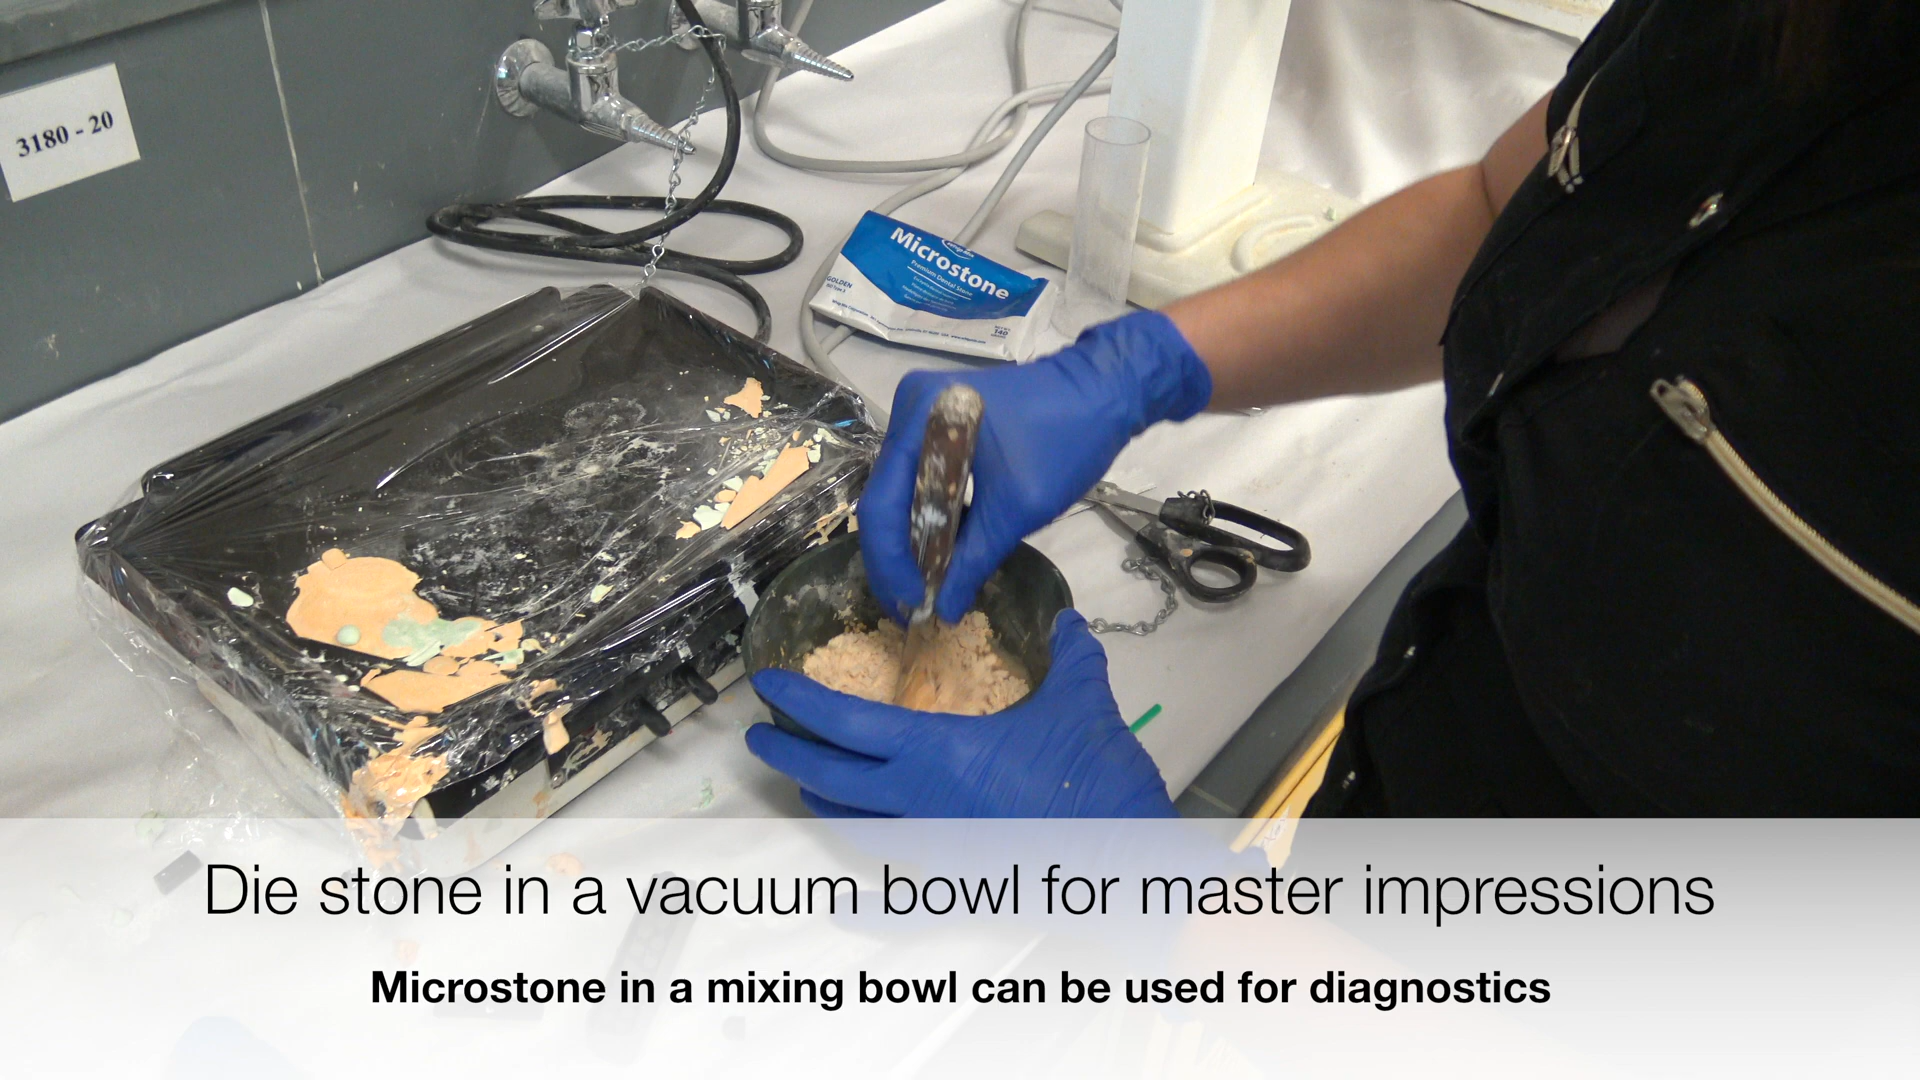 3180 - 20
Microstone
Premium Dental Stone
GOLDEN
140
Die stone in a vacuum bowl for master impressions
Microstone in a mixing bowl can be used for diagnostics